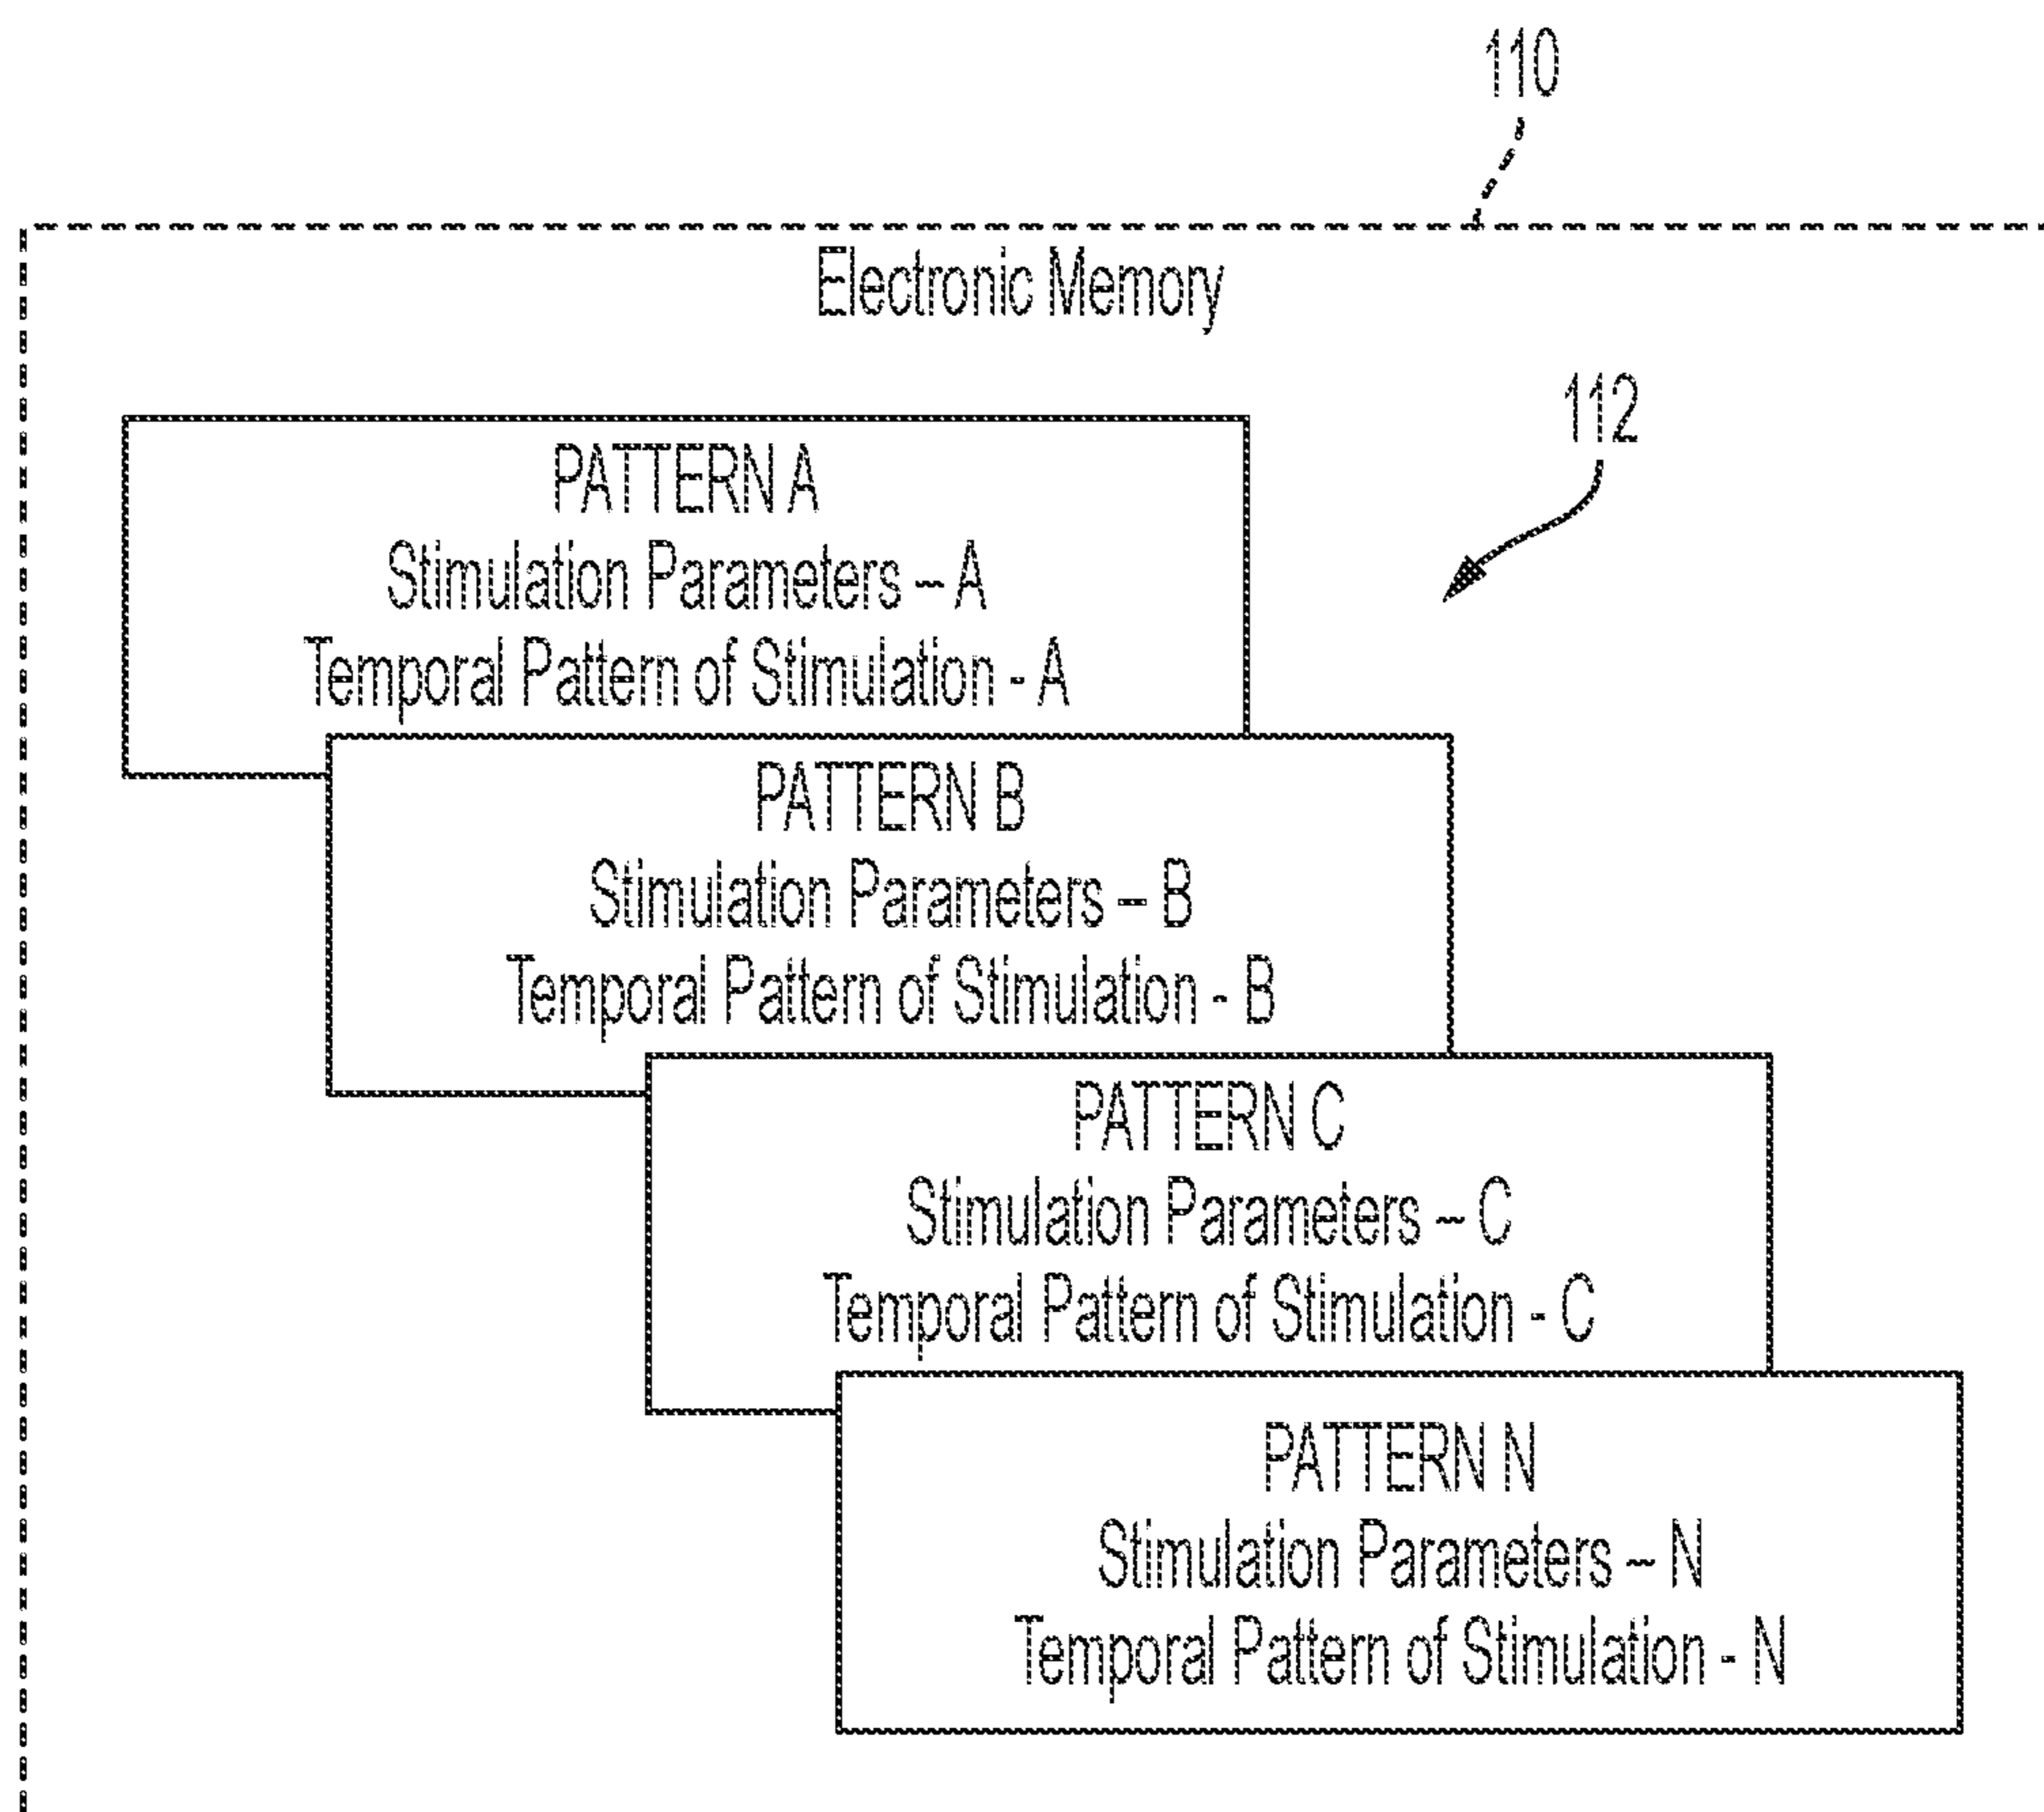 110
Electronic Memory
112
PATTERN A
Stimulation Parameters – A
Temporal Pattern of Stimulation - A
PATTERN B
Stimulation Parameters – B
Temporal Pattern of Stimulation - B
PATTERN C
Stimulation Parameters – C
Temporal Pattern of Stimulation - C
PATTERN N
Stimulation Parameters – N
Temporal Pattern of Stimulation - N